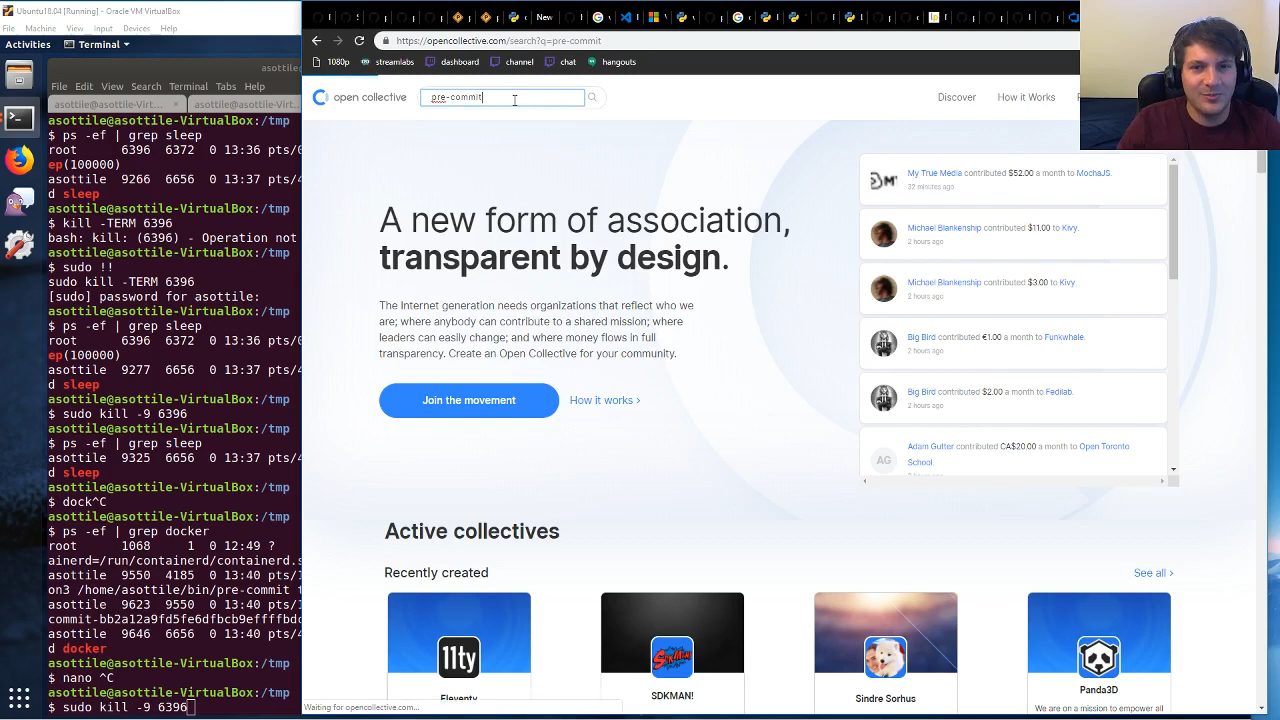 Ubuntu18.04 [Running] - Oracle VM VirtualBox
File Machine View Input Devices Help
Activities Terminal
File Edit View Search Terminal Tabs Help
asottile@asottile-Virt... × asottile@asottile-Virt...
asottile@asottile-VirtualBox:/tmp
$ ps -ef | grep sleep
root 6396 6372 0 13:36 pts/0
ep(100000)
asottile 9266 6656 0 13:37 pts/4
d sleep
asottile@asottile-VirtualBox:/tmp
$ kill -TERM 6396
bash: kill: (6396) - Operation not
asottile@asottile-VirtualBox:/tmp
$ sudo !!
sudo kill -TERM 6396
[sudo] password for asottile:
asottile@asottile-VirtualBox:/tmp
$ ps -ef | grep sleep
root 6396 6372 0 13:36 pts/0
ep(100000)
asottile 9277 6656 0 13:37 pts/4
d sleep
asottile@asottile-VirtualBox:/tmp
$ sudo kill -9 6396
asottile@asottile-VirtualBox:/tmp
$ ps -ef | grep sleep
asottile 9325 6656 0 13:37 pts/4
d sleep
asottile@asottile-VirtualBox:/tmp
$ dock^C
asottile@asottile-VirtualBox:/tmp
$ ps -ef | grep docker
root 1068 1 0 12:49 ?
ainerd=/run/containerd/containerd.s
asottile 9550 4185 0 13:40 pts/1
on3 /home/asottile/bin/pre-commit t
asottile 9623 9550 0 13:40 pts/1
commit-bb2a12a9fd5fe6dfbcb9effffbdc
asottile 9646 6656 0 13:40 pts/4
d docker
asottile@asottile-VirtualBox:/tmp
$ nano ^C
asottile@asottile-VirtualBox:/tmp
$ sudo kill -9 6396
New
https://opencollective.com/search?q=pre-commit
1080p streamlabs dashboard channel chat hangouts
open collective pre-commit Discover How it Works
A new form of association,
transparent by design.
The Internet generation needs organizations that reflect who we
are; where anybody can contribute to a shared mission; where
leaders can easily change; and where money flows in full
transparency. Create an Open Collective for your community.
Join the movement How it works >
My True Media contributed $52.00 a month to MochaJS.
32 minutes ago
Michael Blankenship contributed $11.00 to Kivy.
2 hours ago
Michael Blankenship contributed $3.00 to Kivy.
2 hours ago
Big Bird contributed €1.00 a month to Funkwhale.
2 hours ago
Big Bird contributed $2.00 a month to Fedilab.
2 hours ago
AG
Adam Gutter contributed CA$20.00 a month to Open Toronto
School.
Active collectives
Recently created See all >
11ty
SDKMAN!
Eleventy
SDKMAN!
Sindre Sorhus
Panda3D
We are on a mission to empower all
Waiting for opencollective.com...